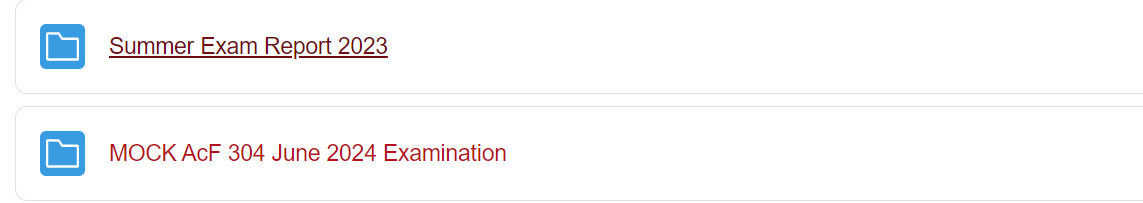 Summer Exam Report 2023
MOCK AcF 304 June 2024 Examination